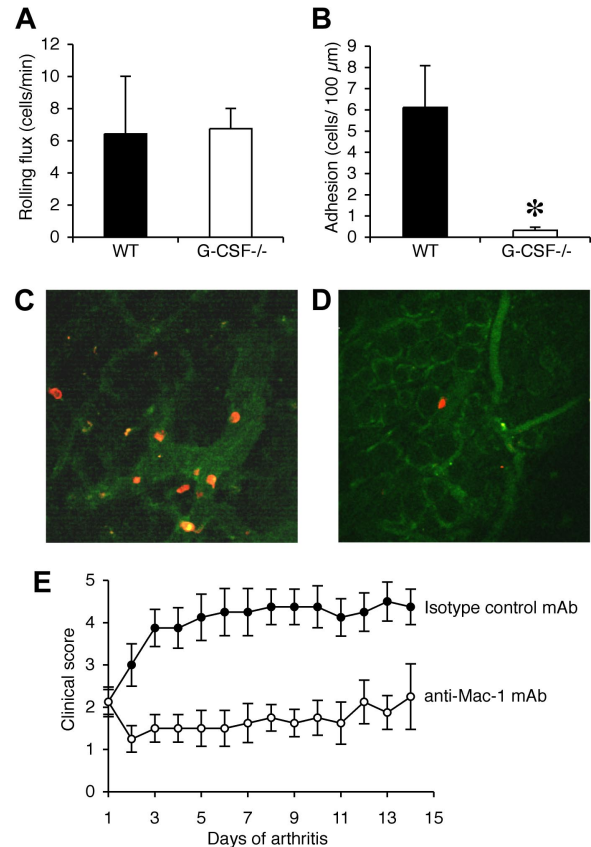 A
Rolling flux (cells/min)
12
10
8
6
4
2
0
WT
G-CSF-/-
B
Adhesion (cells/ 100 µm)
9
8
7
6
5
4
3
2
1
0
*
WT
G-CSF-/-
C
D
E
Clinical score
5
4
3
2
1
0
Isotype control mAb
anti-Mac-1 mAb
1 3 5 7 9 11 13 15
Days of arthritis